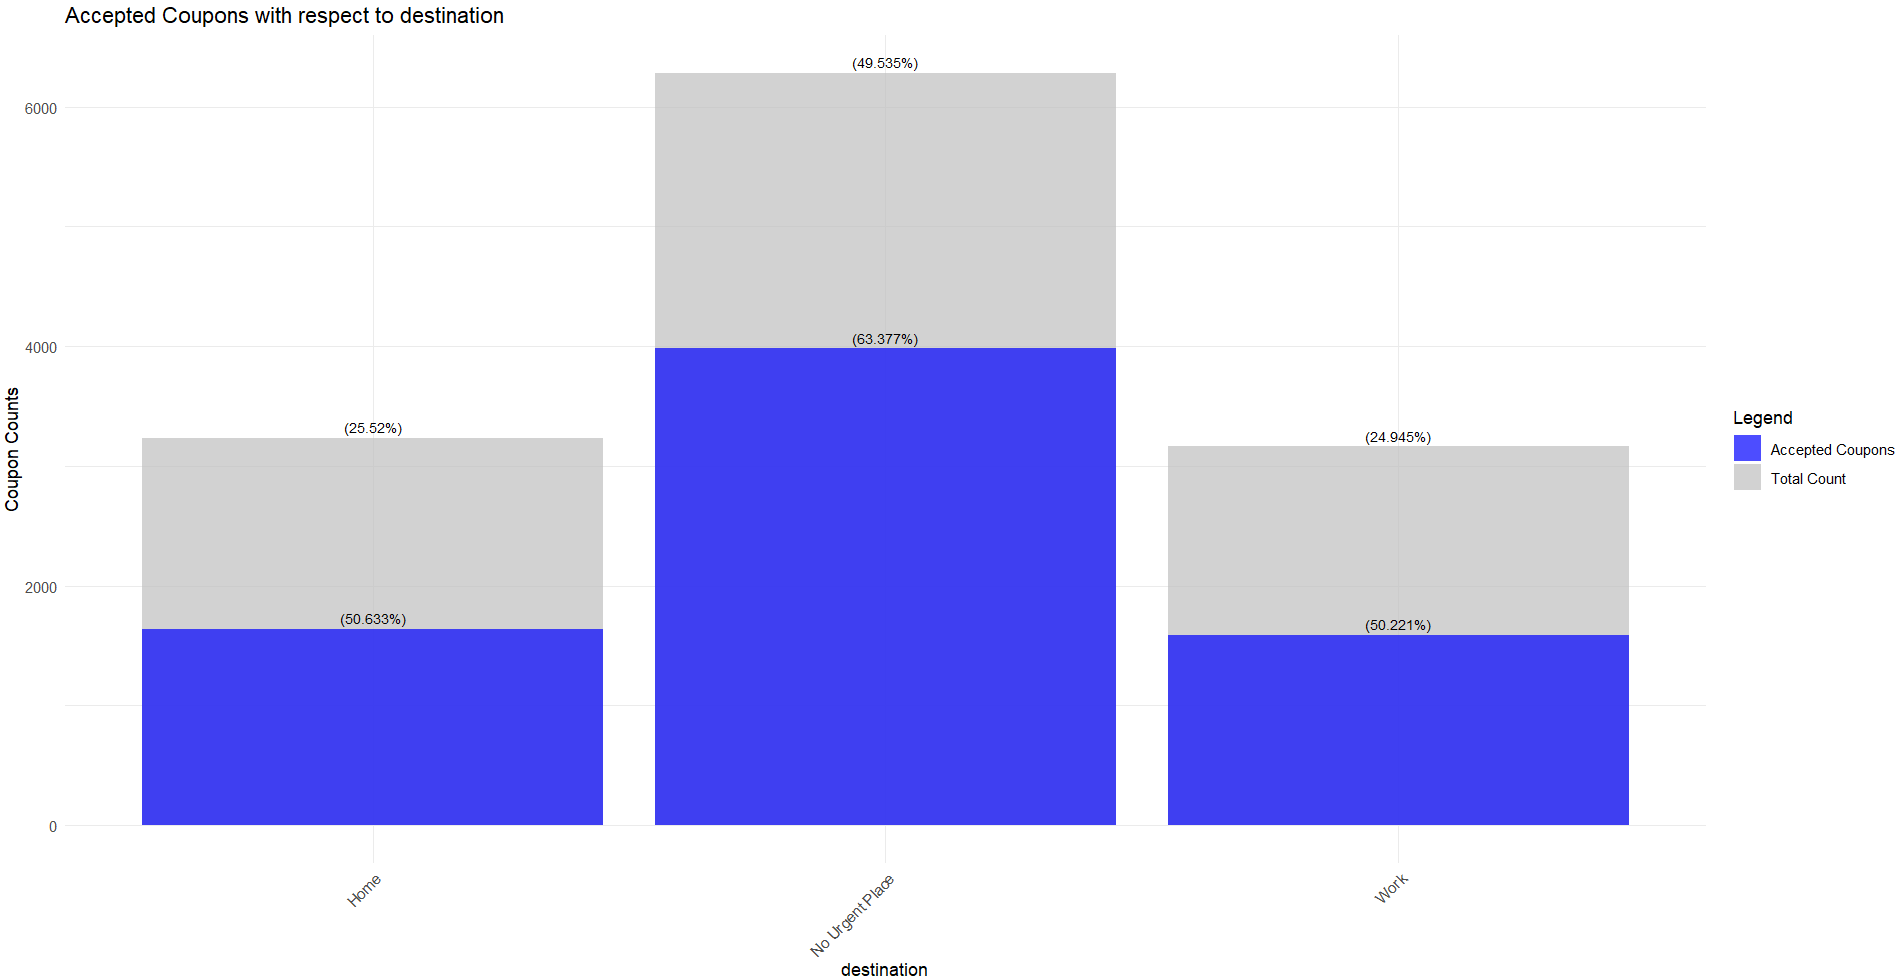 Accepted Coupons with respect to destination
(49.535%)
6000
(63.377%)
4000
(25.52%)
(24.945%)
Coupon Counts
Legend
Accepted Coupons
Total Count
2000
(50.633%)
(50.221%)
0
Home
No Urgent Place
Work
destination